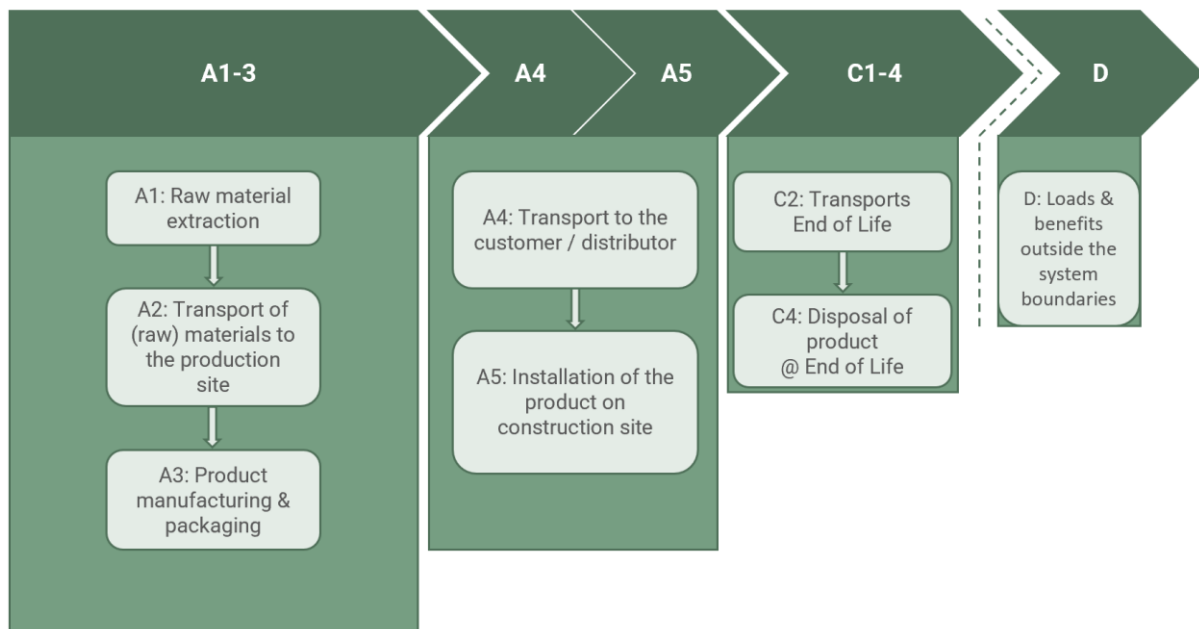 A1-3
A4
A5
C1-4
D
A1: Raw material
extraction
A2: Transport of
(raw) materials to
the production
site
A3: Product
manufacturing &
packaging
A4: Transport to the
customer / distributor
A5: Installation of the
product on
construction site
C2: Transports
End of Life
C4: Disposal of
product
@ End of Life
D: Loads &
benefits
outside the
system
boundaries